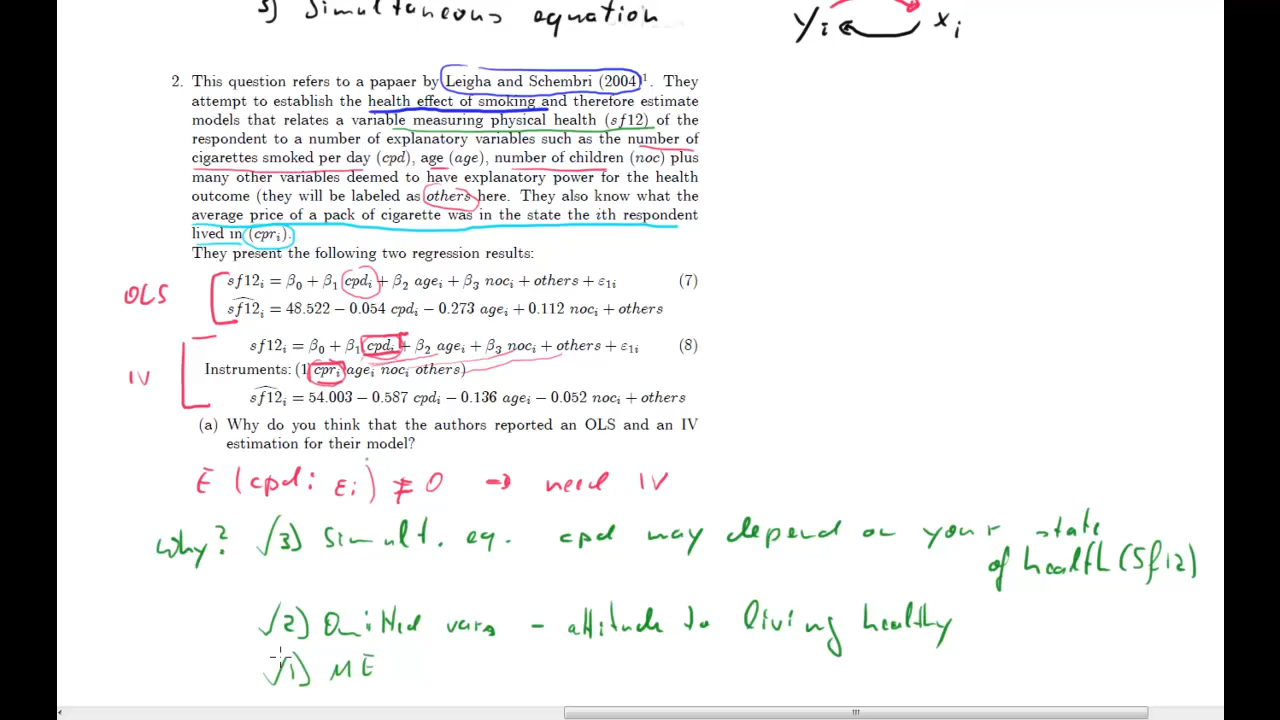 3) Simultaneous equation
yi xi
2. This question refers to a papaer by Leigha and Schembri (2004)1. They
attempt to establish the health effect of smoking and therefore estimate
models that relates a variable measuring physical health (sf12) of the
respondent to a number of explanatory variables such as the number of
cigarettes smoked per day (cpd), age (age), number of children (noc) plus
many other variables deemed to have explanatory power for the health
outcome (they will be labeled as others here. They also know what the
average price of a pack of cigarette was in the state the ith respondent
lived in (cpri).
They present the following two regression results:
OLS
sf12i = β0 + β1 cpdi + β2 agei + β3 noci + others + ε1i (7)
sf12i = 48.522 − 0.054 cpdi − 0.273 agei + 0.112 noci + others
IV
sf12i = β0 + β1 cpdi + β2 agei + β3 noci + others + ε1i (8)
Instruments: (1 cpri agei noci others)
sf12i = 54.003 − 0.587 cpdi − 0.136 agei − 0.052 noci + others
(a) Why do you think that the authors reported an OLS and an IV
estimation for their model?
E (cpdi εi) ≠ 0 → need IV
Why? √3) Simult. eq. cpd may depend on your state
of health (Sf12)
√2) Omitted vars - attitude to living healthy
√1) ME